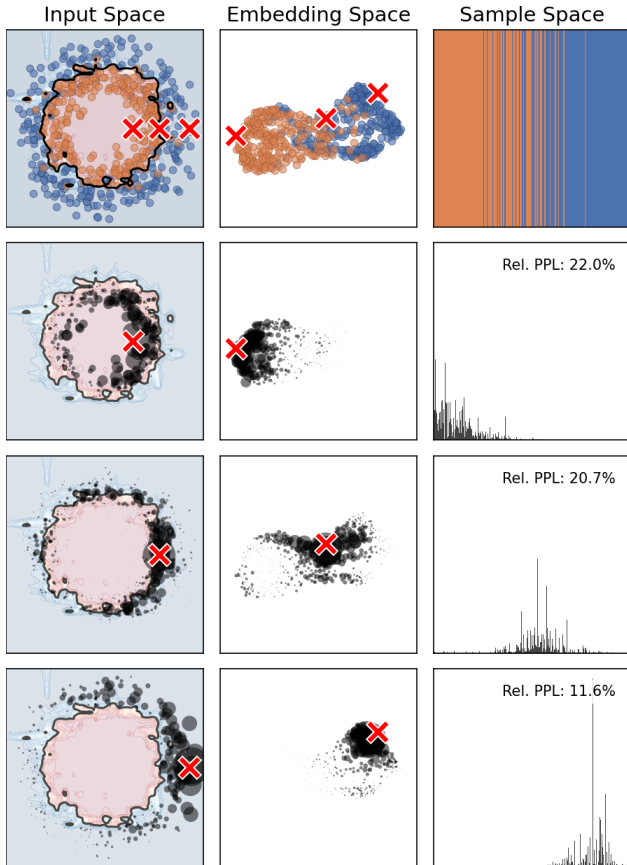 Input Space
Embedding Space
Sample Space
Rel. PPL: 22.0%
Rel. PPL: 20.7%
Rel. PPL: 11.6%